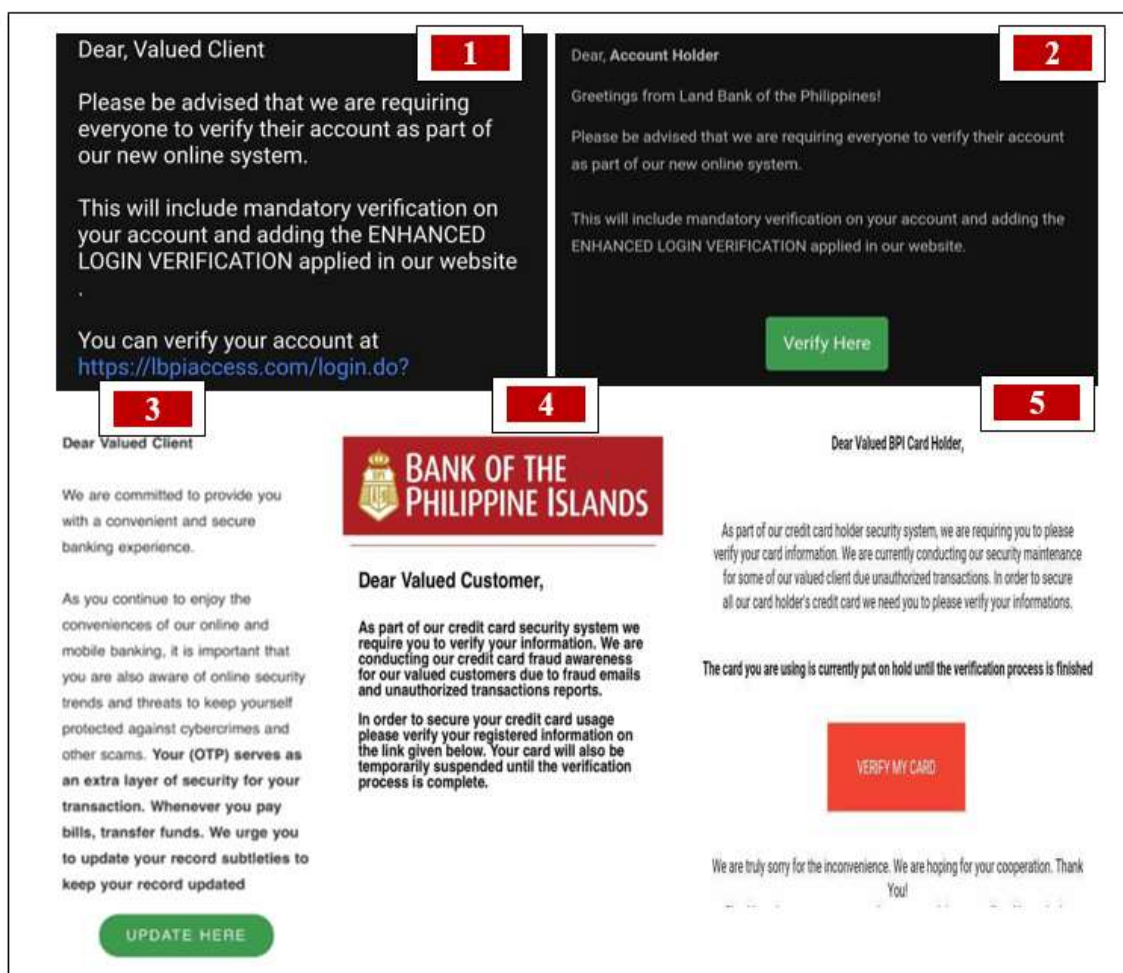 1
Dear, Valued Client
Please be advised that we are requiring
everyone to verify their account as part of
our new online system.
This will include mandatory verification on
your account and adding the ENHANCED
LOGIN VERIFICATION applied in our website
.
You can verify your account at
https://lbpiaccess.com/login.do?
2
Dear, Account Holder
Greetings from Land Bank of the Philippines!
Please be advised that we are requiring everyone to verify their account
as part of our new online system.
This will include mandatory verification on your account and adding the
ENHANCED LOGIN VERIFICATION applied in our website.
Verify Here
3
Dear Valued Client
We are committed to provide you
with a convenient and secure
banking experience.
As you continue to enjoy the
conveniences of our online and
mobile banking, it is important that
you are also aware of online security
trends and threats to keep yourself
protected against cybercrimes and
other scams. Your (OTP) serves as
an extra layer of security for your
transaction. Whenever you pay
bills, transfer funds. We urge you
to update your record subtleties to
keep your record updated
UPDATE HERE
4
BPI
BANK OF THE
PHILIPPINE ISLANDS
Dear Valued Customer,
As part of our credit card security system we
require you to verify your information. We are
conducting our credit card fraud awareness
for our valued customers due to fraud emails
and unauthorized transactions reports.
In order to secure your credit card usage
please verify your registered information on
the link given below. Your card will also be
temporarily suspended until the verification
process is complete.
5
Dear Valued BPI Card Holder,
As part of our credit card holder security system, we are requiring you to please
verify your card information. We are currently conducting our security maintenance
for some of our valued client due unauthorized transactions. In order to secure
all our card holder's credit card we need you to please verify your informations.
The card you are using is currently put on hold until the verification process is finished
VERIFY MY CARD
We are truly sorry for the inconvenience. We are hoping for your cooperation. Thank
You!